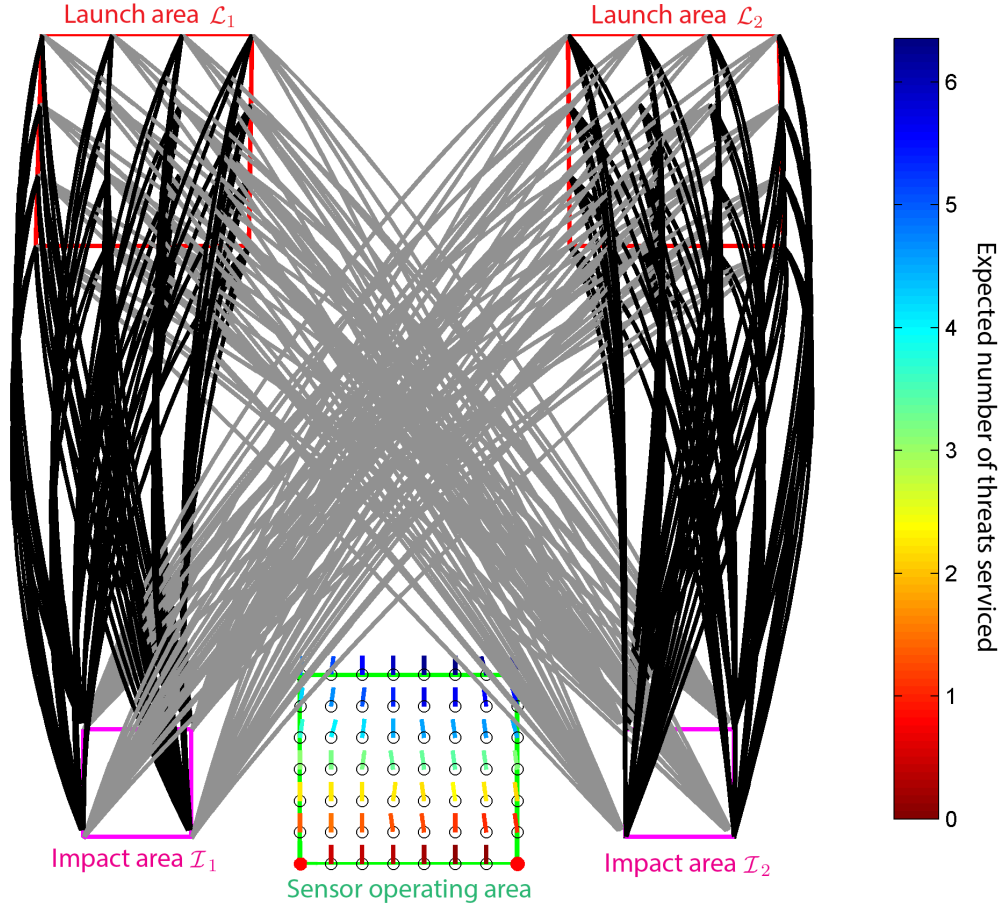 Launch area ℒ₁
Launch area ℒ₂
6
5
4
3
2
1
0
Expected number of threats serviced
Impact area ℐ₁
Impact area ℐ₂
Sensor operating area